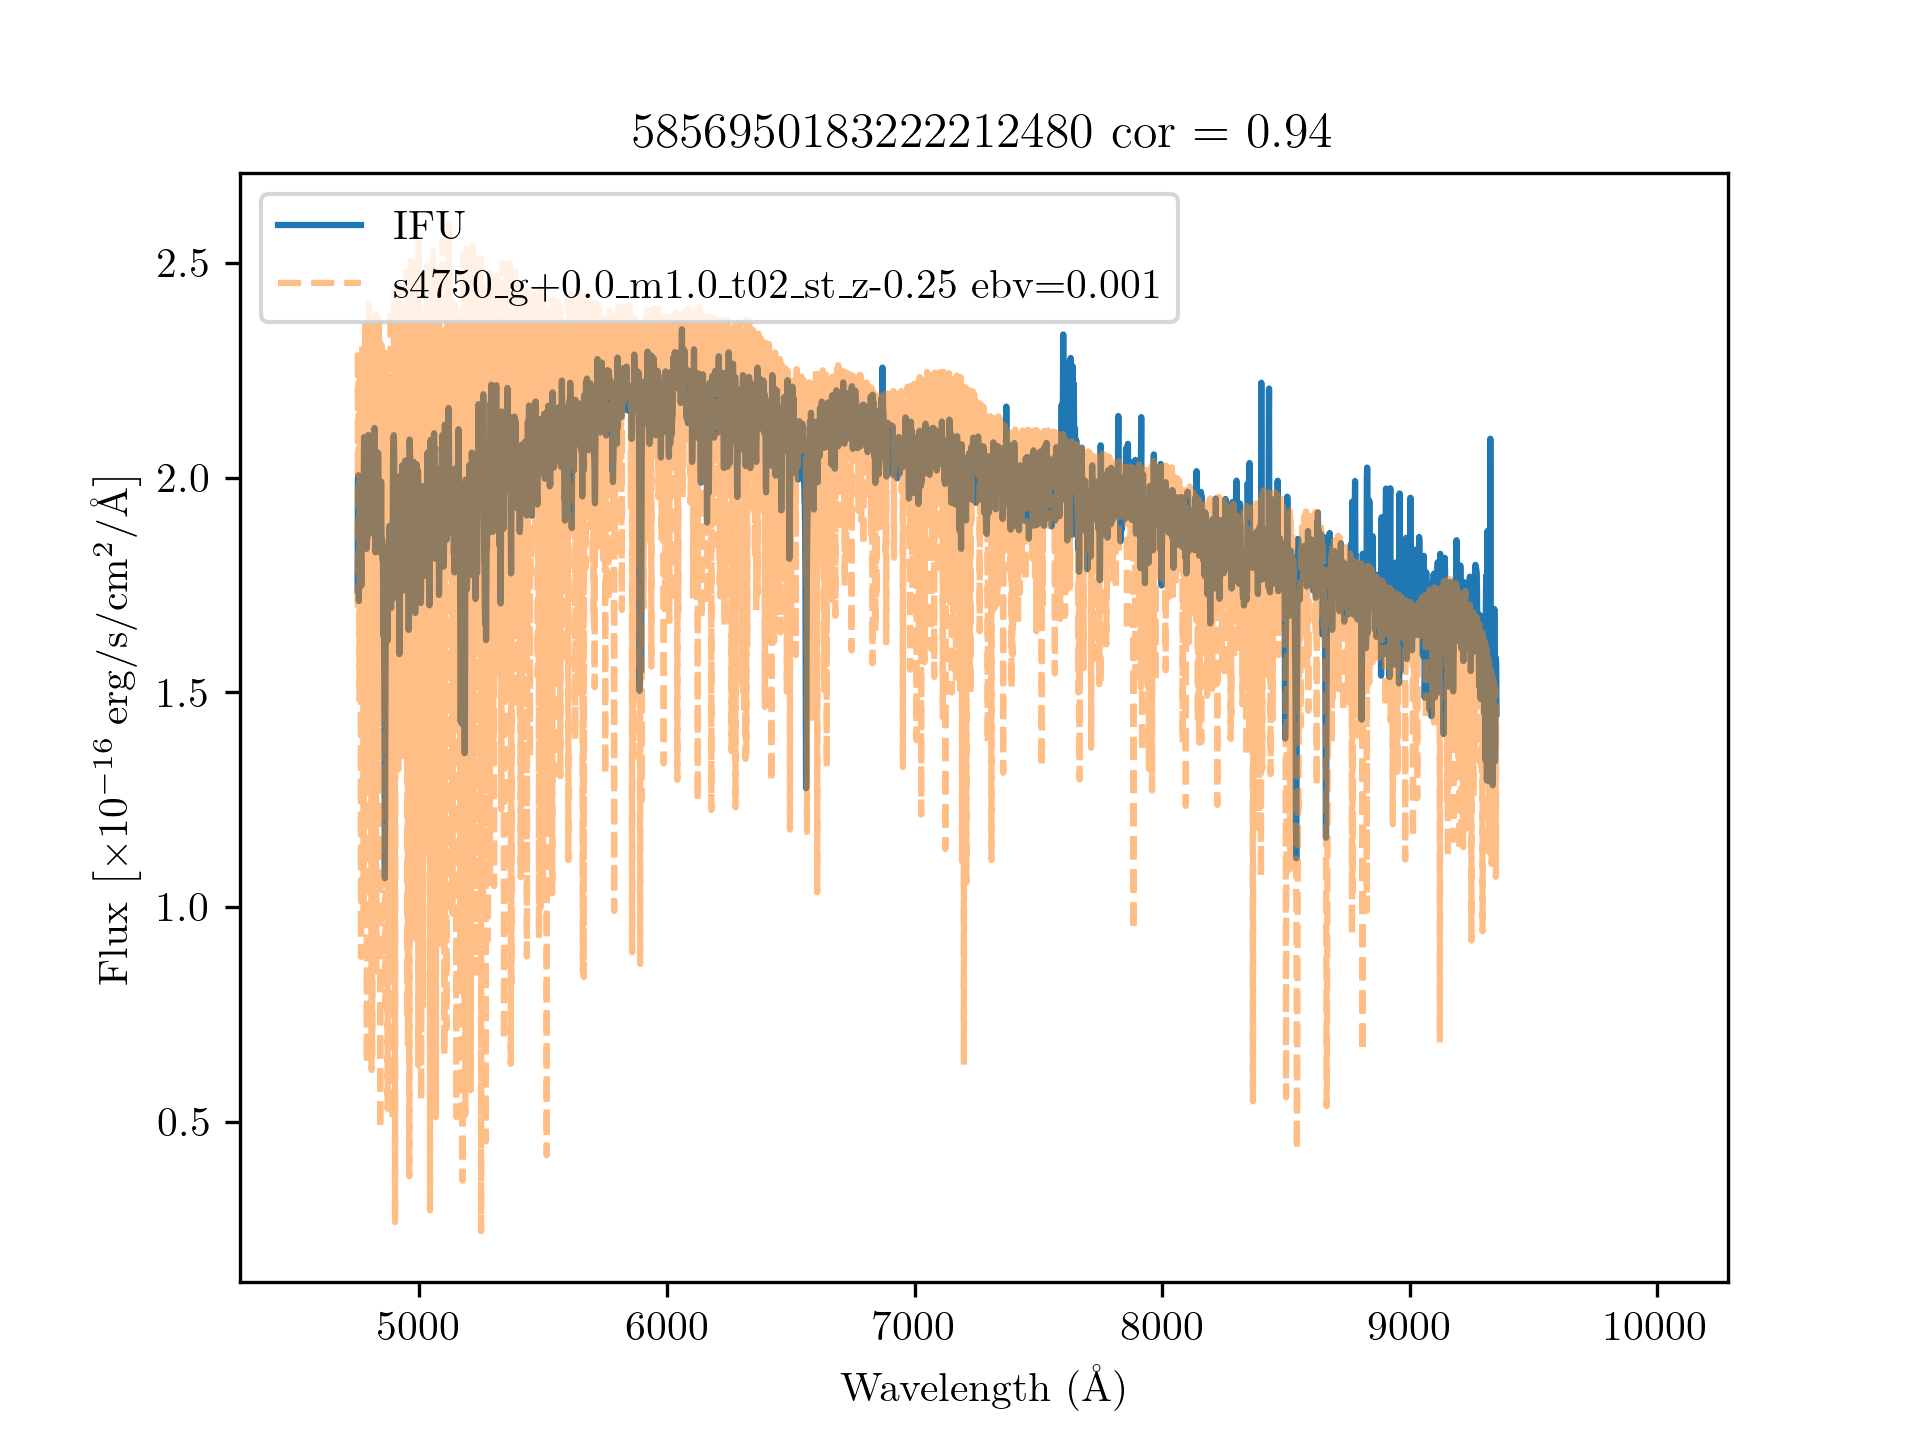 5856950183222212480 cor = 0.94
IFU
s4750_g+0.0_m1.0_t02_st_z-0.25 ebv=0.001
2.5
2.0
1.5
1.0
0.5
Flux [×10⁻¹⁶ erg/s/cm²/Å]
5000 6000 7000 8000 9000 10000
Wavelength (Å)